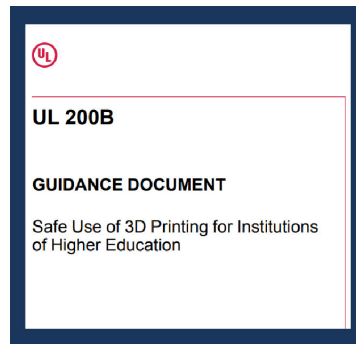 UL
UL 200B
GUIDANCE DOCUMENT
Safe Use of 3D Printing for Institutions
of Higher Education